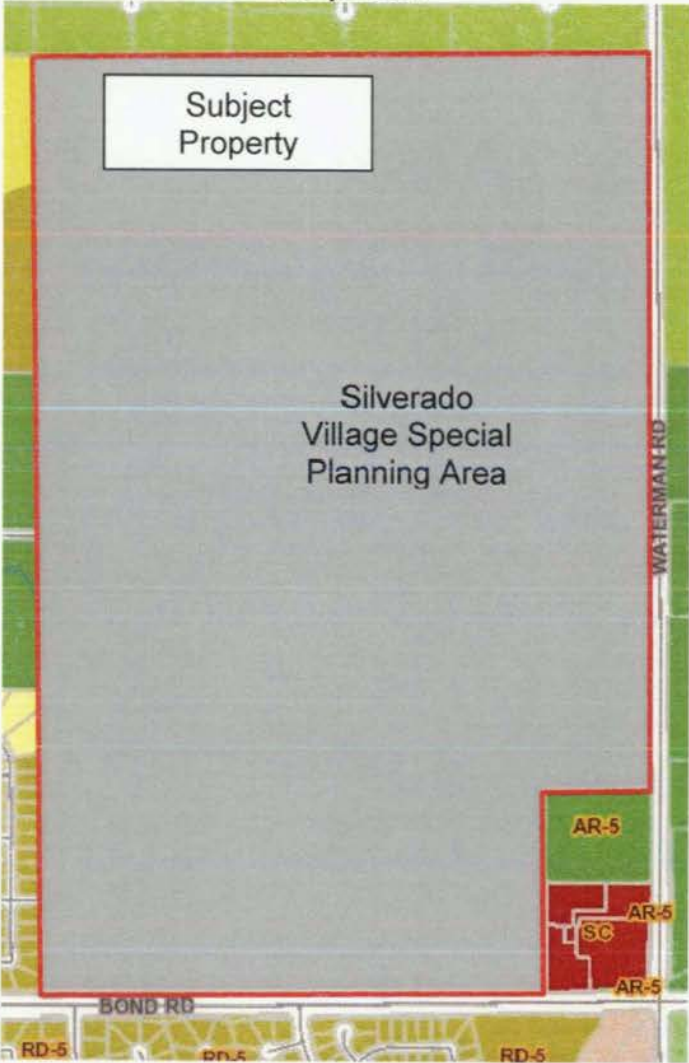 Subject
Property
Silverado
Village Special
Planning Area
WATERMAN RD
AR-5
AR-5
SC
AR-5
BOND RD
RD-5
RD-5
RD-5